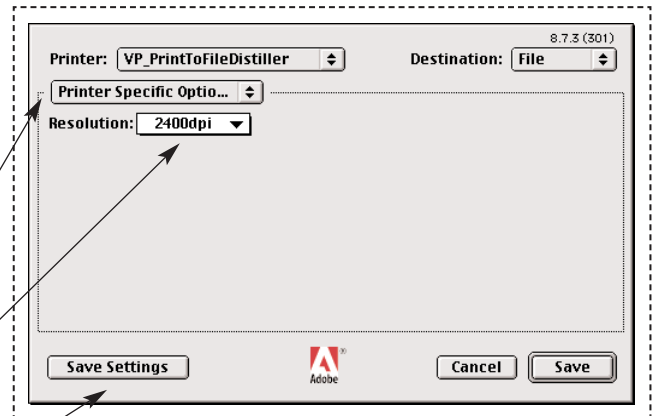 8.7.3 (301)
Printer: VP_PrintToFileDistiller Destination: File
Printer Specific Optio...
Resolution: 2400dpi
Save Settings Adobe® Cancel Save